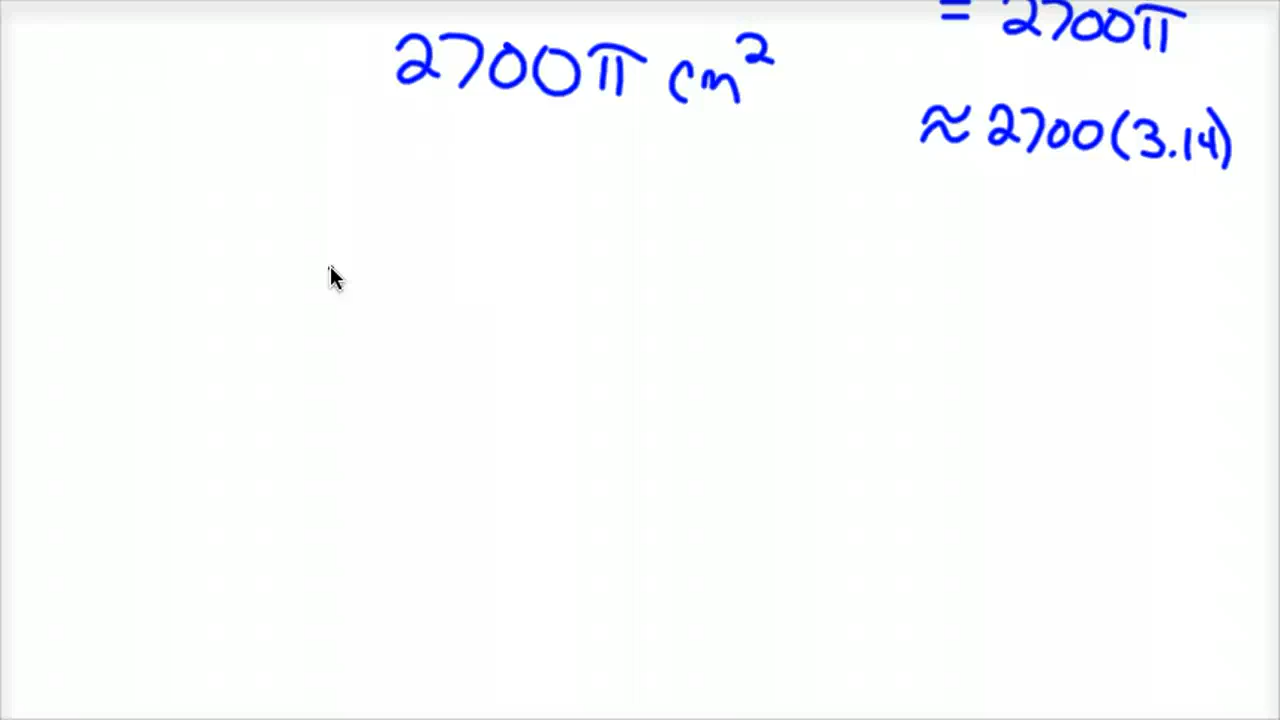 = 2700π
2700π cm²
≈ 2700(3.14)